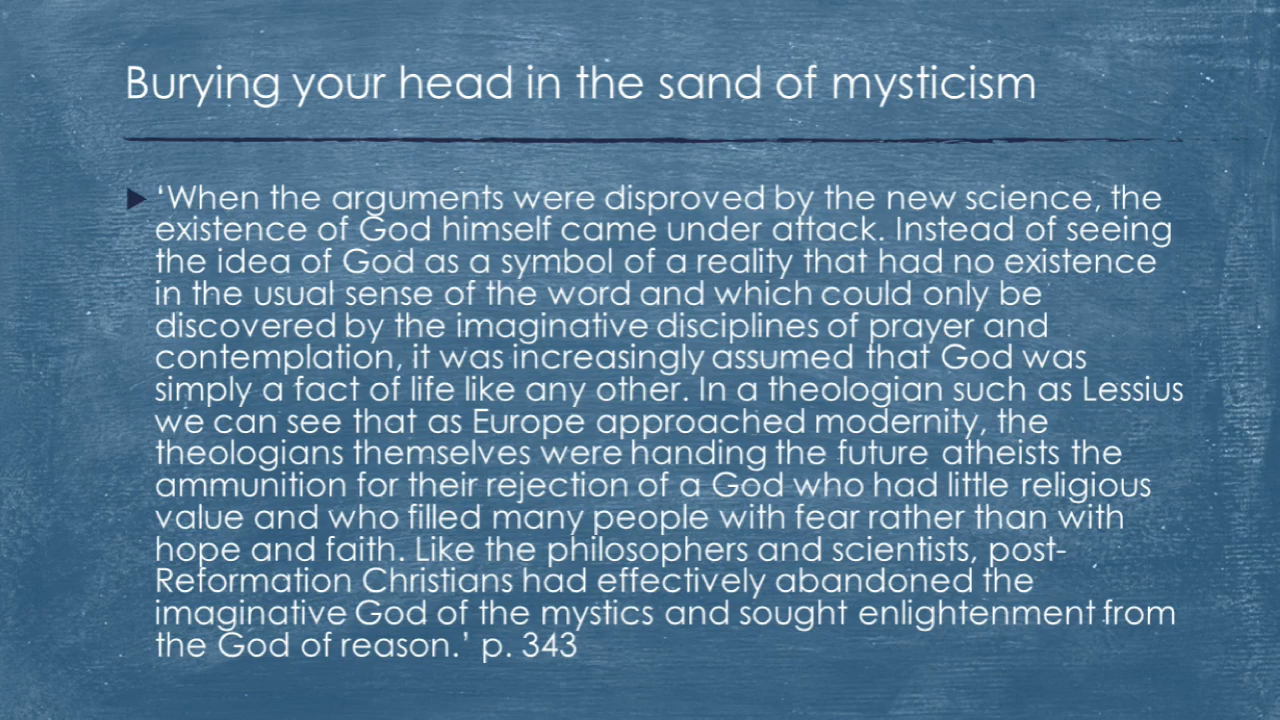 Burying your head in the sand of mysticism
‘When the arguments were disproved by the new science, the
existence of God himself came under attack. Instead of seeing
the idea of God as a symbol of a reality that had no existence
in the usual sense of the word and which could only be
discovered by the imaginative disciplines of prayer and
contemplation, it was increasingly assumed that God was
simply a fact of life like any other. In a theologian such as Lessius
we can see that as Europe approached modernity, the
theologians themselves were handing the future atheists the
ammunition for their rejection of a God who had little religious
value and who filled many people with fear rather than with
hope and faith. Like the philosophers and scientists, post-
Reformation Christians had effectively abandoned the
imaginative God of the mystics and sought enlightenment from
the God of reason.’ p. 343